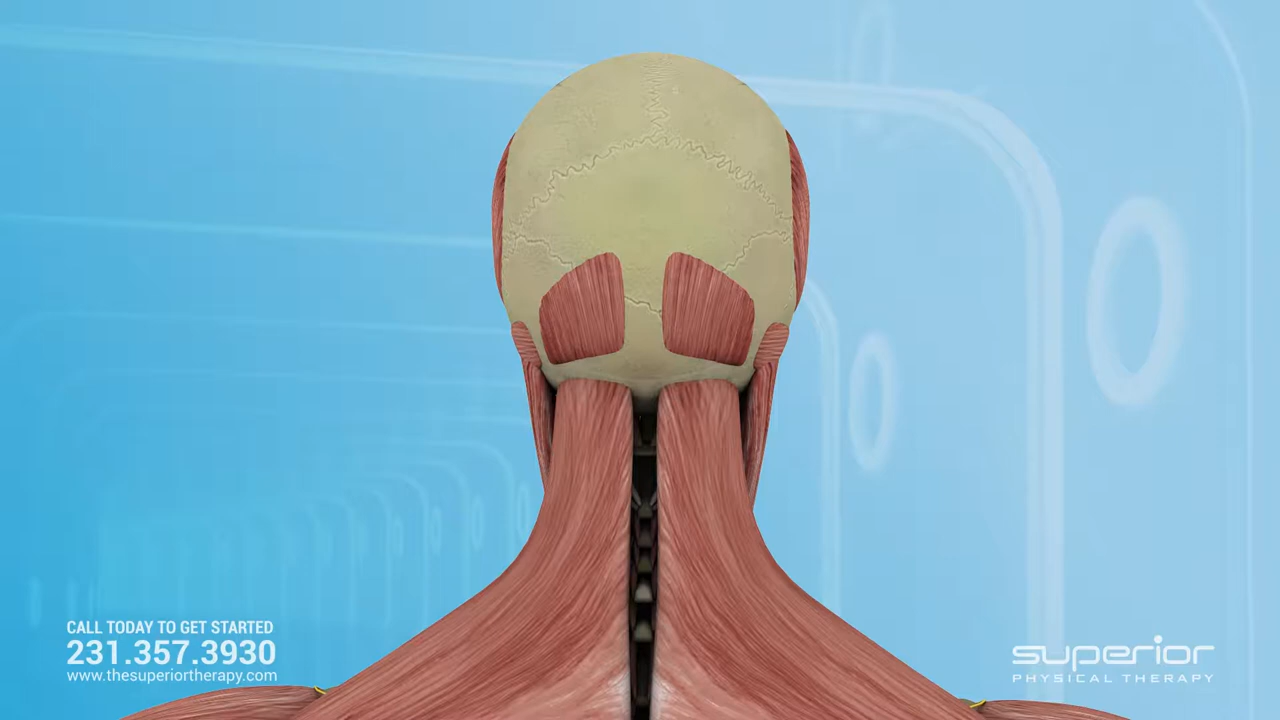 CALL TODAY TO GET STARTED
231.357.3930
www.thesuperiortherapy.com
superior
PHYSICAL THERAPY